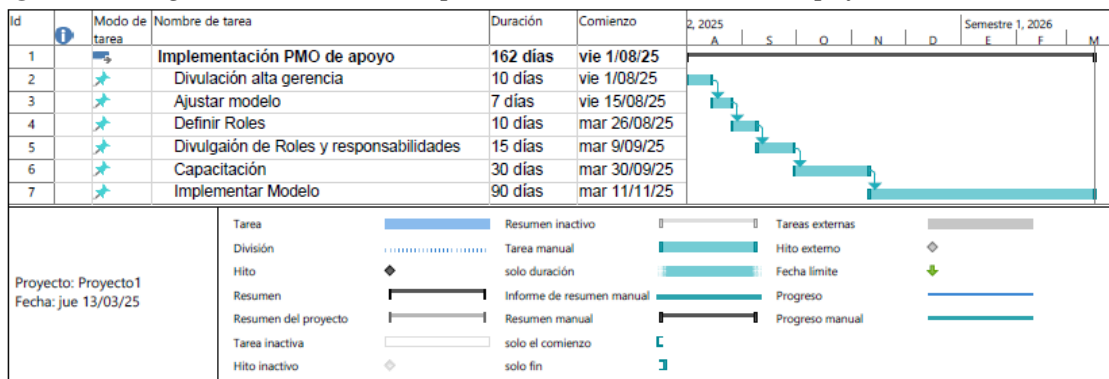 Id Modo de tarea Nombre de tarea Duración Comienzo 2, 2025 Semestre 1, 2026
A S O N D E F M
1 Implementación PMO de apoyo 162 días vie 1/08/25
2 Divulación alta gerencia 10 días vie 1/08/25
3 Ajustar modelo 7 días vie 15/08/25
4 Definir Roles 10 días mar 26/08/25
5 Divulgaión de Roles y responsabilidades 15 días mar 9/09/25
6 Capacitación 30 días mar 30/09/25
7 Implementar Modelo 90 días mar 11/11/25
Proyecto: Proyecto1
Fecha: jue 13/03/25
Tarea Resumen inactivo Tareas externas
División Tarea manual Hito externo
Hito solo duración Fecha límite
Resumen Informe de resumen manual Progreso
Resumen del proyecto Resumen manual Progreso manual
Tarea inactiva solo el comienzo
Hito inactivo solo fin